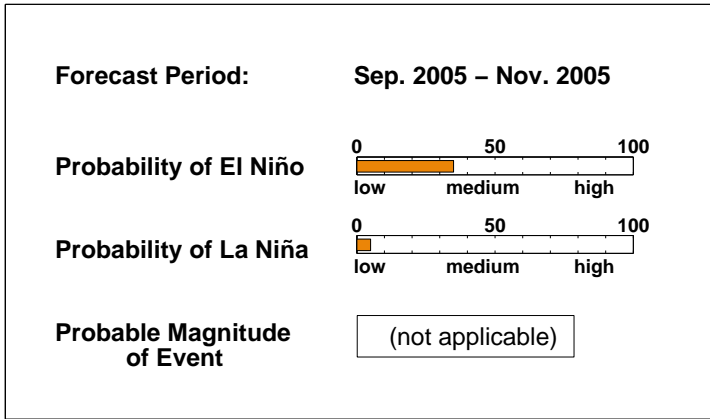 Forecast Period: Sep. 2005 – Nov. 2005
0 50 100
Probability of El Niño
low medium high
0 50 100
Probability of La Niña
low medium high
Probable Magnitude
of Event
(not applicable)